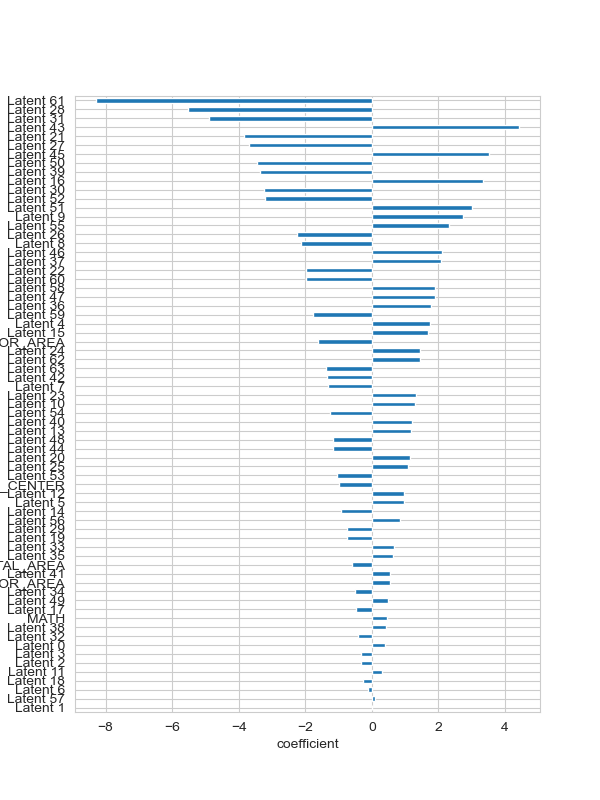 Latent 61
Latent 28
Latent 31
Latent 43
Latent 21
Latent 27
Latent 45
Latent 50
Latent 39
Latent 16
Latent 30
Latent 52
Latent 51
Latent 9
Latent 55
Latent 26
Latent 8
Latent 46
Latent 37
Latent 22
Latent 60
Latent 58
Latent 47
Latent 36
Latent 59
Latent 4
Latent 15
OR_AREA
Latent 24
Latent 62
Latent 63
Latent 42
Latent 7
Latent 23
Latent 10
Latent 54
Latent 40
Latent 13
Latent 48
Latent 44
Latent 20
Latent 25
Latent 53
_CENTER
Latent 12
Latent 5
Latent 14
Latent 56
Latent 29
Latent 19
Latent 33
Latent 35
TAL_AREA
Latent 41
OR_AREA
Latent 34
Latent 49
Latent 17
MATH
Latent 38
Latent 32
Latent 0
Latent 3
Latent 2
Latent 11
Latent 18
Latent 6
Latent 57
Latent 1
−8 −6 −4 −2 0 2 4
coefficient